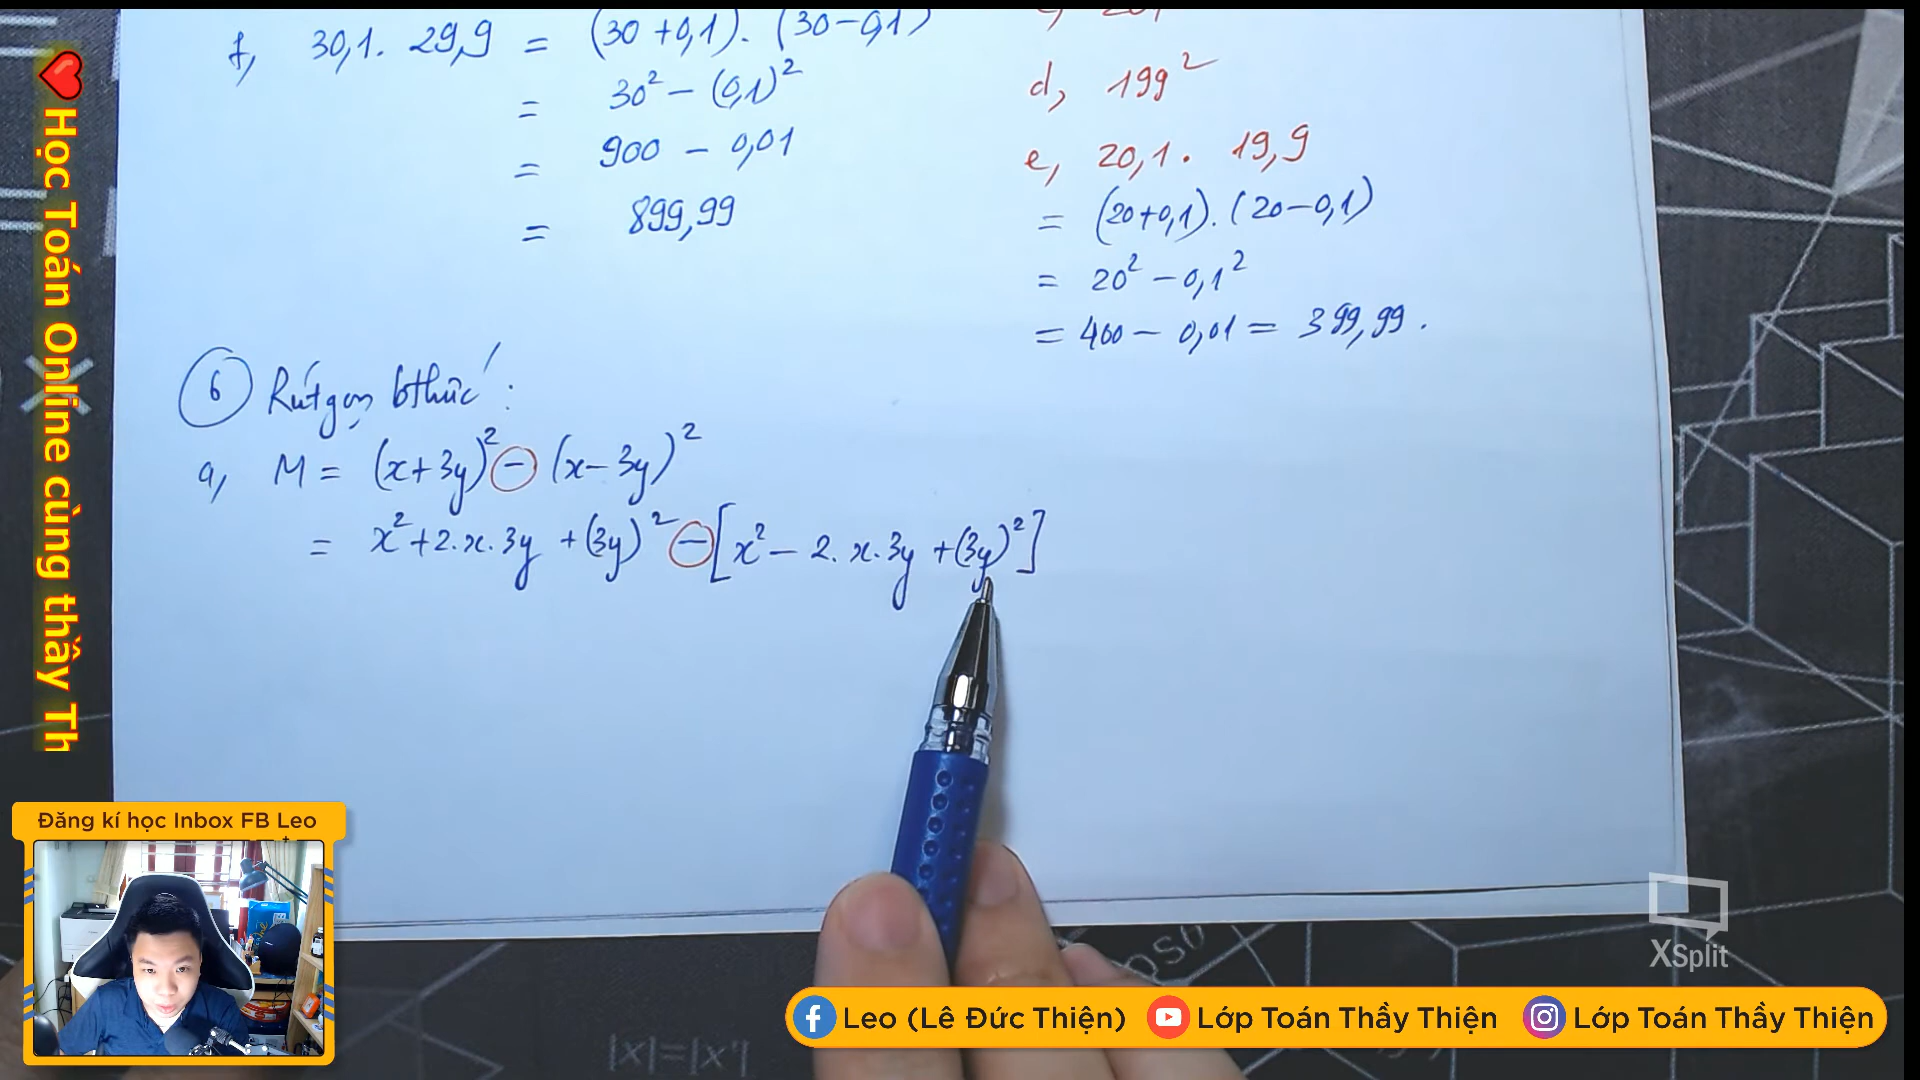 f, 30,1. 29,9 = (30 +0,1). (30-0,1)
= 30² - (0,1)²
= 900 - 0,01
= 899,99
d, 199²
e, 20,1. 19,9
= (20+0,1).(20-0,1)
= 20² - 0,1²
= 400 - 0,01 = 399,99.
6 Rút gọn bthức :
a, M = (x+3y)² - (x-3y)²
= x²+2.x.3y +(3y)² - [x² - 2.x.3y +(3y)²]
❤Học Toán Online cùng thầy Th
Đăng kí học Inbox FB Leo
XSplit
Leo (Lê Đức Thiện) Lớp Toán Thầy Thiện Lớp Toán Thầy Thiện